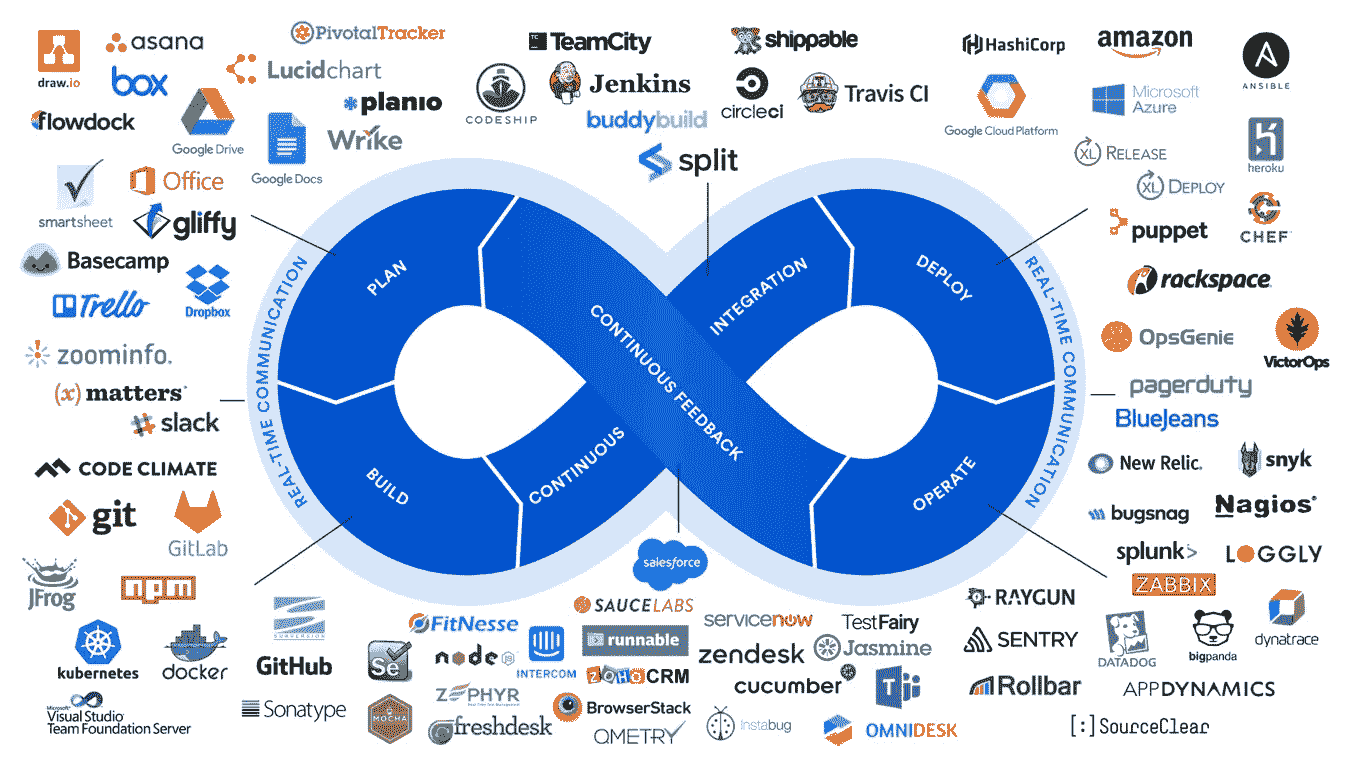 draw.io
asana
box
PivotalTracker
Lucidchart
flowdock
Google Drive
planio
Google Docs
Wrike
smartsheet
Office
gliffy
Basecamp
Trello
Dropbox
zoominfo.
(x) matters
slack
TC
TeamCity
shippable
CODESHIP
Jenkins
circleci
Travis CI
buddybuild
split
HashiCorp
amazon
ANSIBLE
Google Cloud Platform
Microsoft
Azure
XL RELEASE
heroku
XL DEPLOY
puppet
CHEF
rackspace
OpsGenie
VictorOps
pagerduty
BlueJeans
REAL-TIME COMMUNICATION
PLAN
BUILD
CONTINUOUS
INTEGRATION
CONTINUOUS FEEDBACK
DEPLOY
OPERATE
REAL-TIME COMMUNICATION
CODE CLIMATE
git
GitLab
JFrog
npm
kubernetes
docker
SUBVERSION
GitHub
Microsoft
Visual Studio
Team Foundation Server
Sonatype
salesforce
FitNesse
SAUCELABS
Se
node
JS
INTERCOM
runnable
servicenow
TestFairy
zendesk
Jasmine
ZOHO CRM
cucumber
ZEPHYR
MOCHA
freshdesk
BrowserStack
QMETRY
Instabug
OMNIDESK
New Relic.
snyk
bugsnag
Nagios®
splunk>
LOGGLY
ZABBIX
RAYGUN
SENTRY
DATADOG
bigpanda
dynatrace
Rollbar
APPDYNAMICS
[:] SourceClear